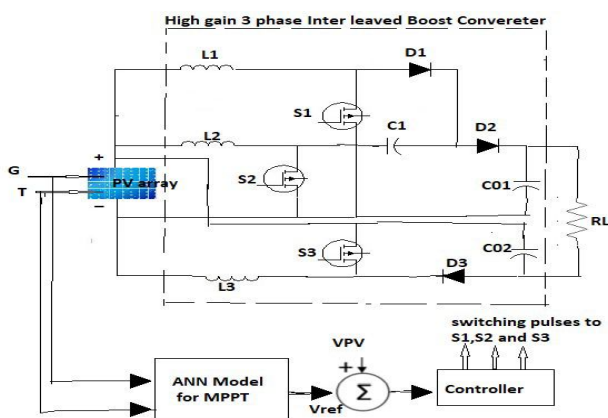 High gain 3 phase Inter leaved Boost Convereter
L1
D1
S1
C1
L2
D2
G
+
PV array
S2
T
−
C01
RL
S3
C02
L3
D3
switching pulses to
S1,S2 and S3
VPV
+
ANN Model
for MPPT
Σ
Vref
Controller